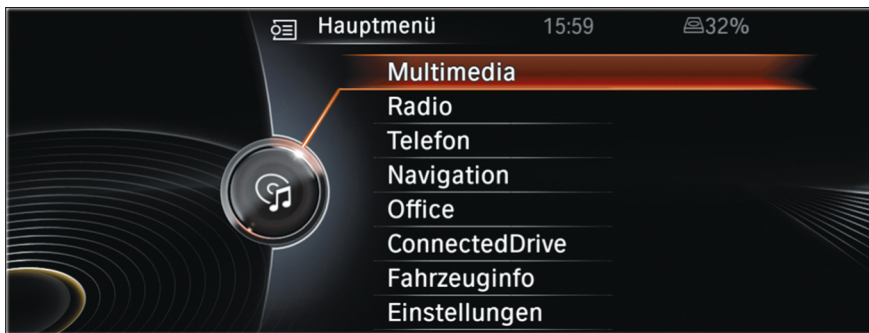 Hauptmenü 15:59 32%
Multimedia
Radio
Telefon
Navigation
Office
ConnectedDrive
Fahrzeuginfo
Einstellungen